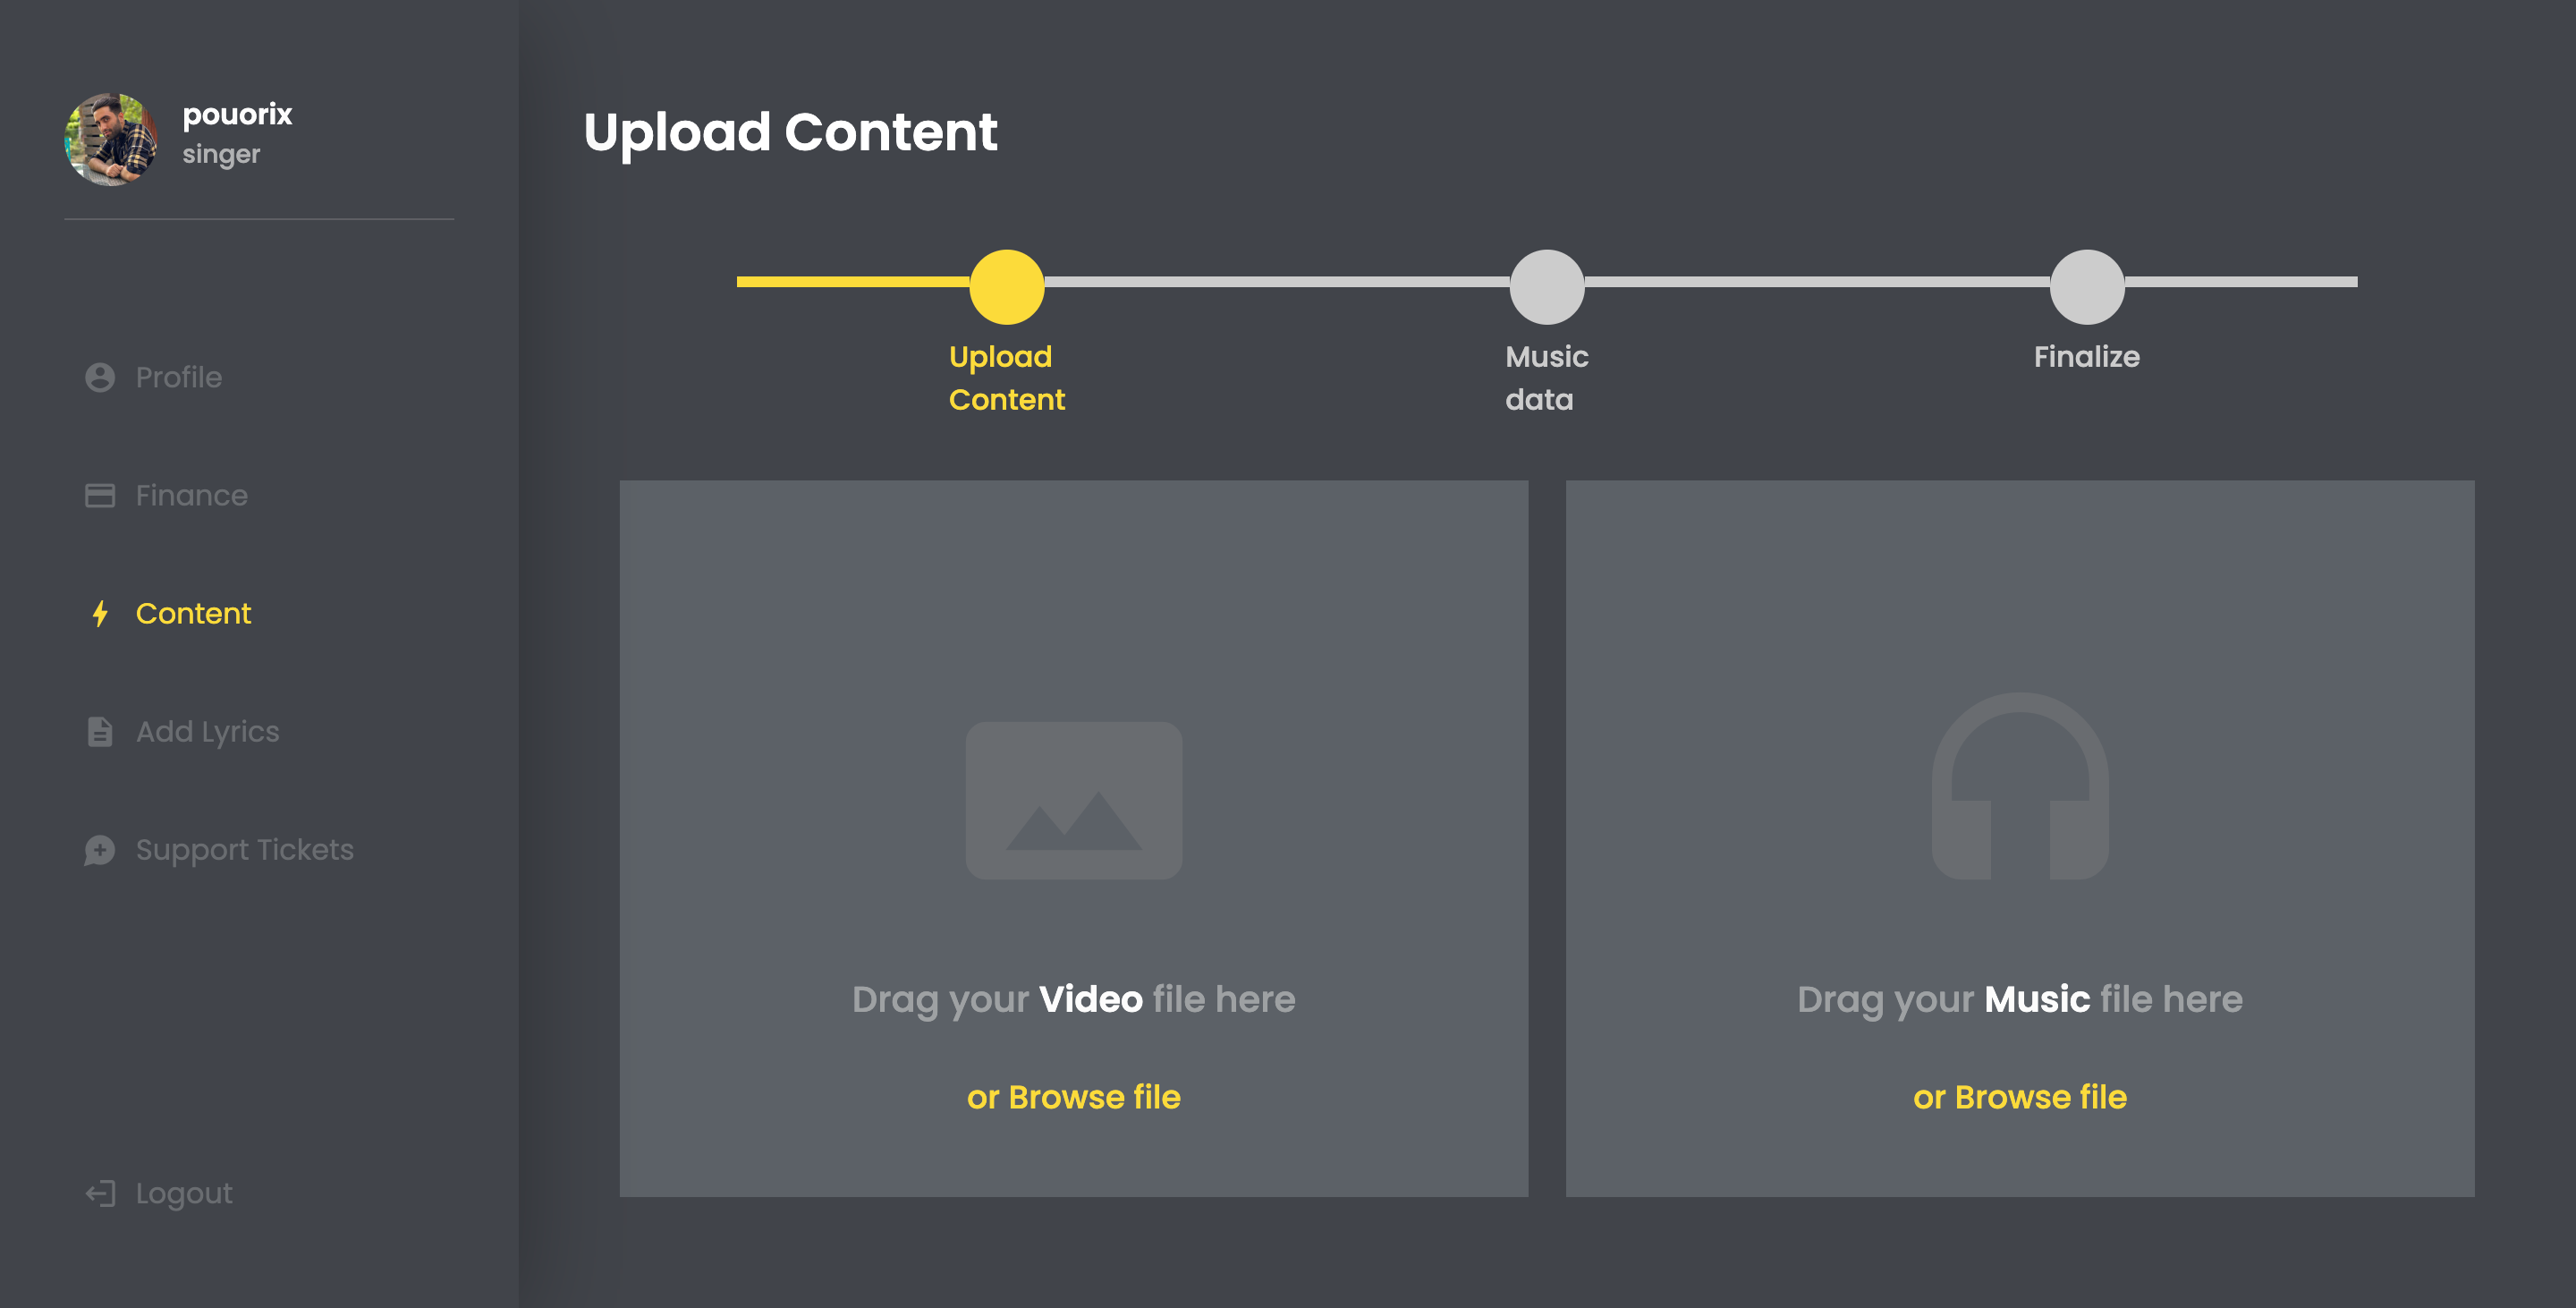 pouorix
singer
Profile
Finance
Content
Add Lyrics
Support Tickets
Logout
Upload Content
Upload
Content
Music
data
Finalize
Drag your Video file here
or Browse file
Drag your Music file here
or Browse file